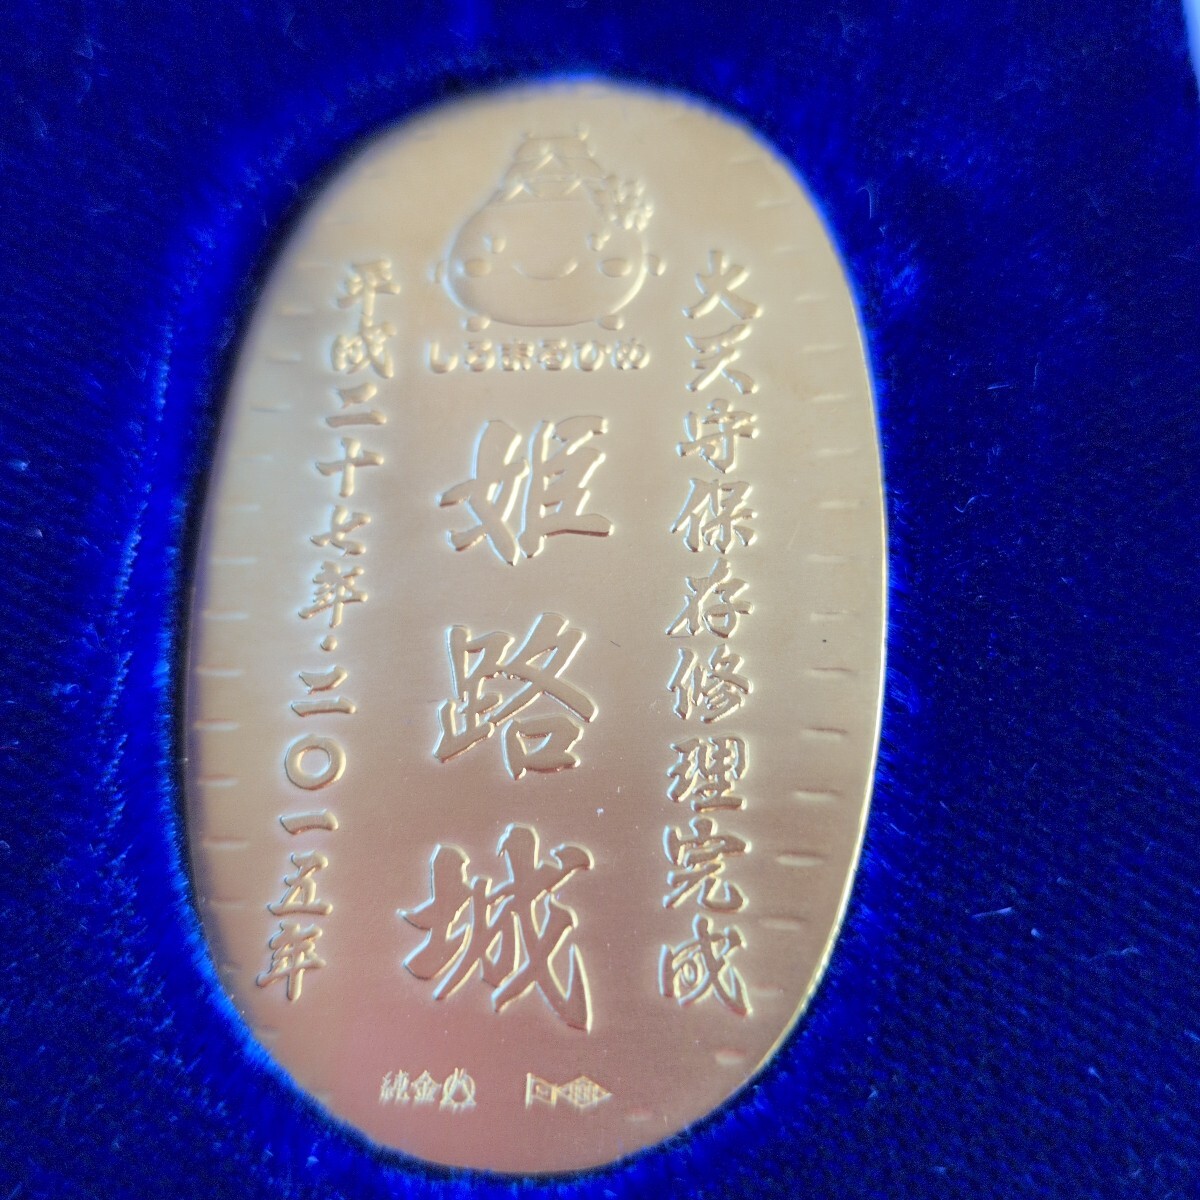 しろまるひめ
大天守保存修理完成
姫路城
平成二十七年・二〇一五年
純金